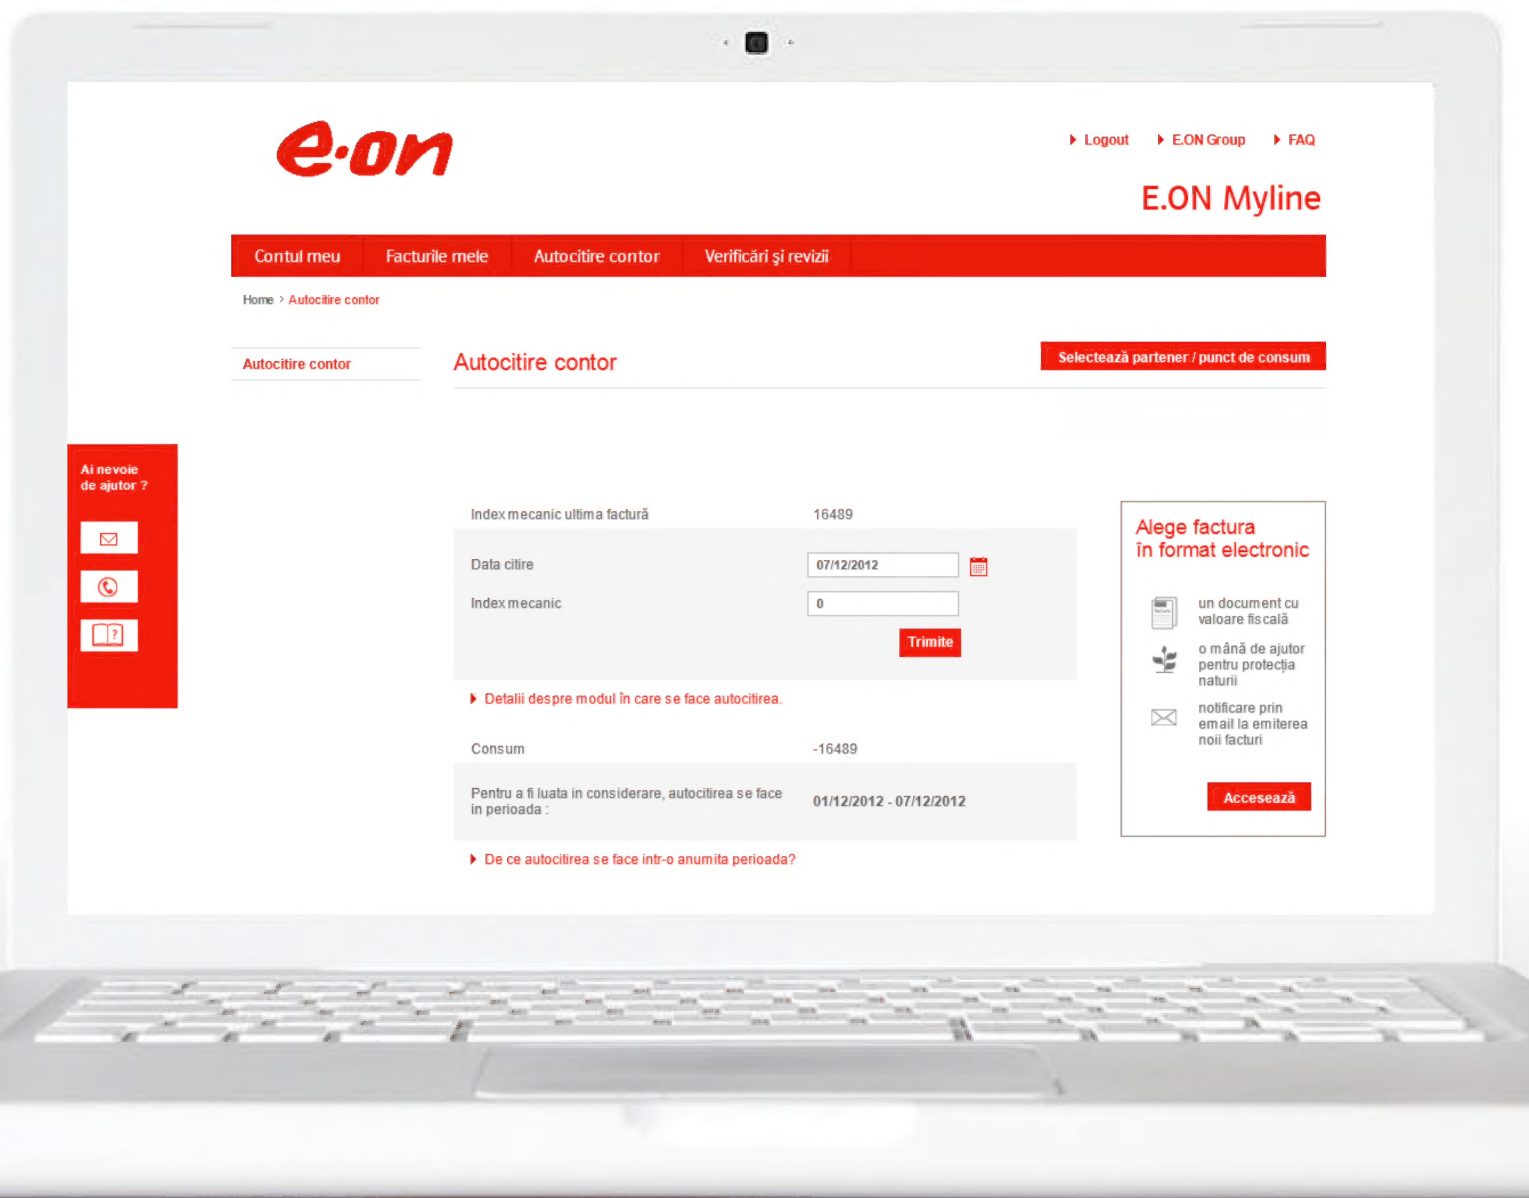 e·on
Logout E.ON Group FAQ
E.ON Myline
Contul meu Facturile mele Autocitire contor Verificări şi revizii
Home > Autocitire contor
Autocitire contor
Autocitire contor
Selectează partener / punct de consum
Ai nevoie
de ajutor ?
?
Index mecanic ultima factură 16489
Data citire 07/12/2012
Index mecanic 0
Trimite
Detalii despre modul în care se face autocitirea.
Consum -16489
Pentru a fi luata in considerare, autocitirea se face
in perioada :
01/12/2012 - 07/12/2012
De ce autocitirea se face intr-o anumita perioada?
Alege factura
în format electronic
factura
un document cu
valoare fiscală
o mână de ajutor
pentru protecția
naturii
notificare prin
email la emiterea
noii facturi
Accesează